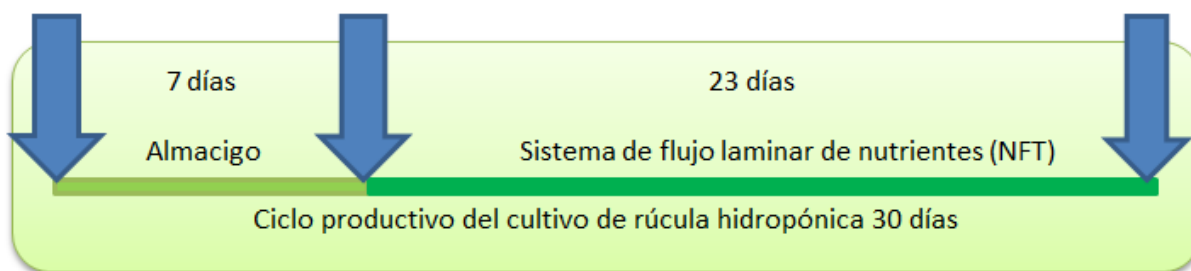 7 días
23 días
Almacigo
Sistema de flujo laminar de nutrientes (NFT)
Ciclo productivo del cultivo de rúcula hidropónica 30 días